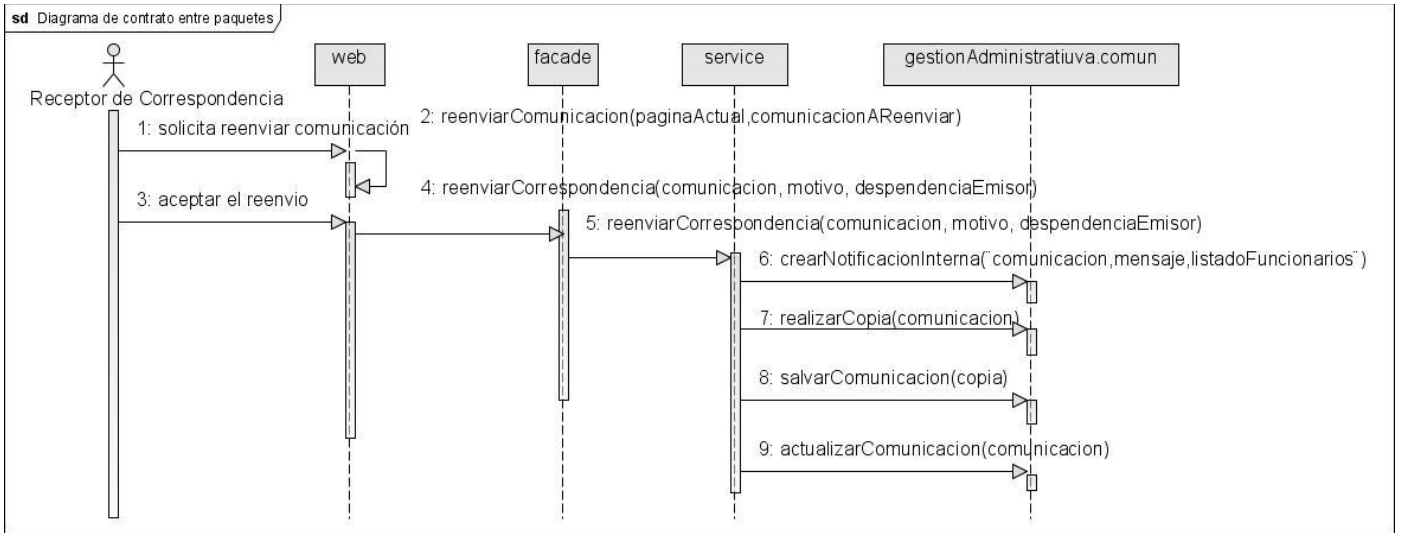 sd Diagrama de contrato entre paquetes
web
facade
service
gestionAdministratiuva.comun
Receptor de Correspondencia
1: solicita reenviar comunicación
2: reenviarComunicacion(paginaActual,comunicacionAReenviar)
3: aceptar el reenvio
4: reenviarCorrespondencia(comunicacion, motivo, despendenciaEmisor)
5: reenviarCorrespondencia(comunicacion, motivo, despendenciaEmisor)
6: crearNotificacionInterna(¨comunicacion,mensaje,listadoFuncionarios¨)
7: realizarCopia(comunicacion)
8: salvarComunicacion(copia)
9: actualizarComunicacion(comunicacion)